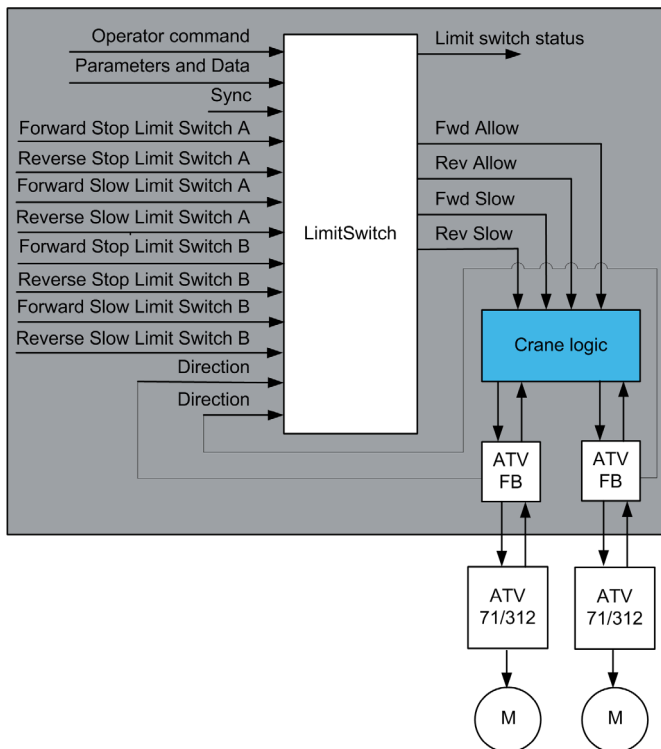 Operator command
Parameters and Data
Sync
Forward Stop Limit Switch A
Reverse Stop Limit Switch A
Forward Slow Limit Switch A
Reverse Slow Limit Switch A
Forward Stop Limit Switch B
Reverse Stop Limit Switch B
Forward Slow Limit Switch B
Reverse Slow Limit Switch B
Direction
Direction
LimitSwitch
Limit switch status
Fwd Allow
Rev Allow
Fwd Slow
Rev Slow
Crane logic
ATV
FB
ATV
FB
ATV
71/312
ATV
71/312
M
M